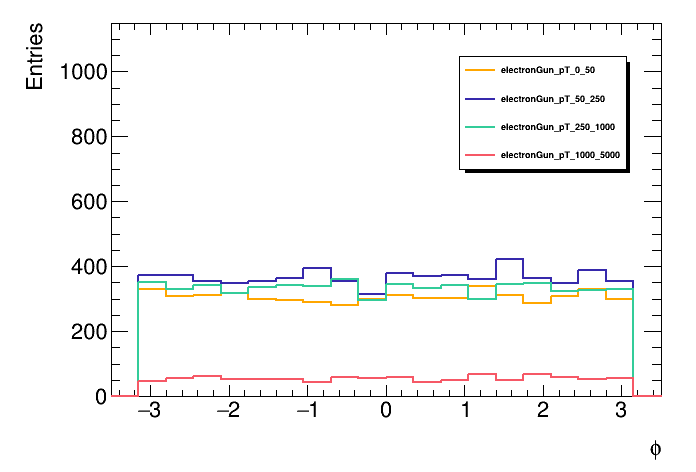 Entries
1000
800
600
400
200
0
electronGun_pT_0_50
electronGun_pT_50_250
electronGun_pT_250_1000
electronGun_pT_1000_5000
−3 −2 −1 0 1 2 3
ϕ